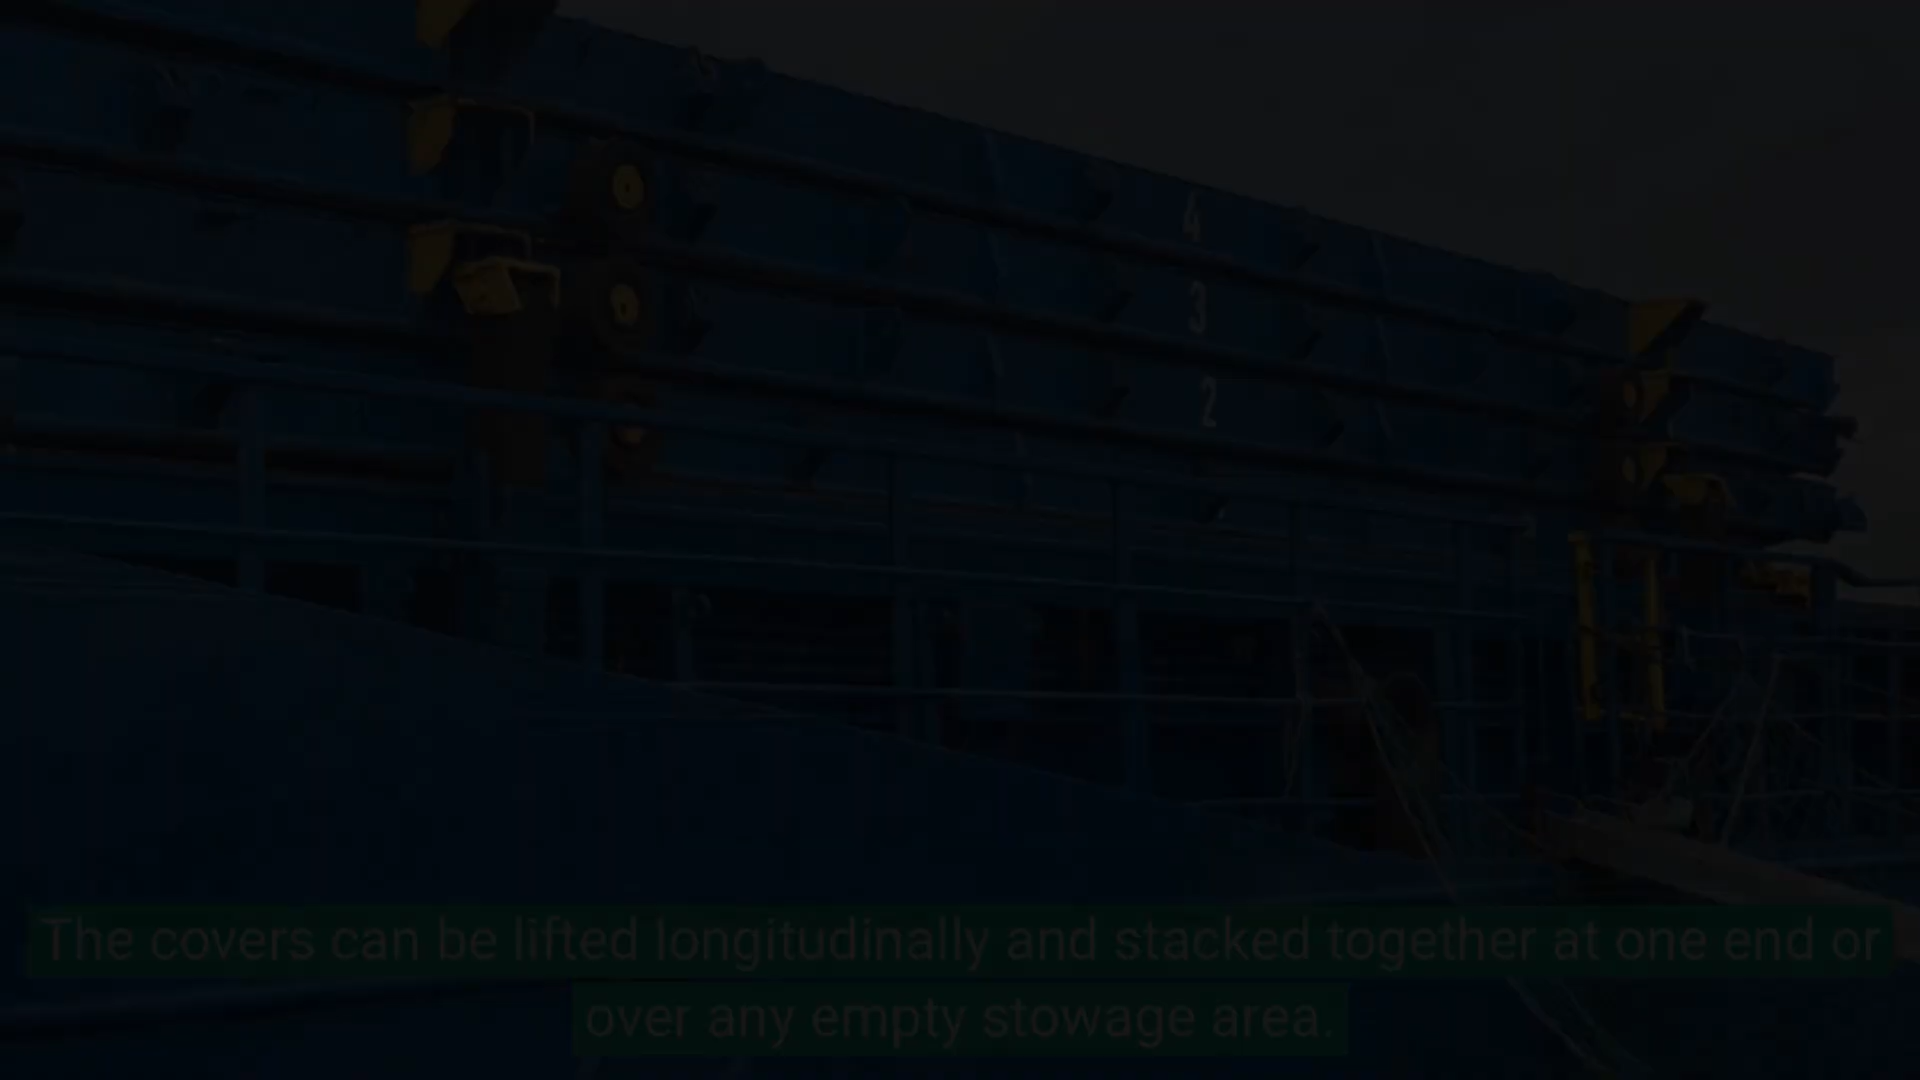 4
3
2
The covers can be lifted longitudinally and stacked together at one end or
over any empty stowage area.